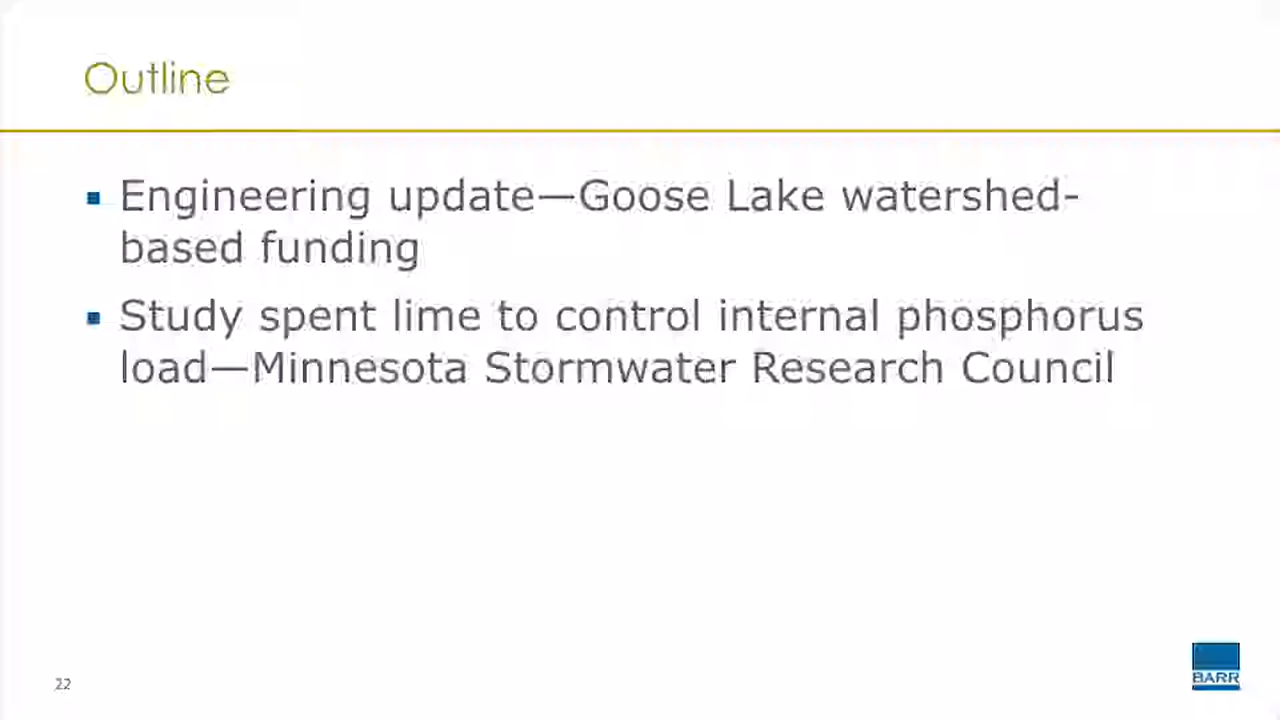 Outline
Engineering update—Goose Lake watershed-
based funding
Study spent lime to control internal phosphorus
load—Minnesota Stormwater Research Council
22
BARR